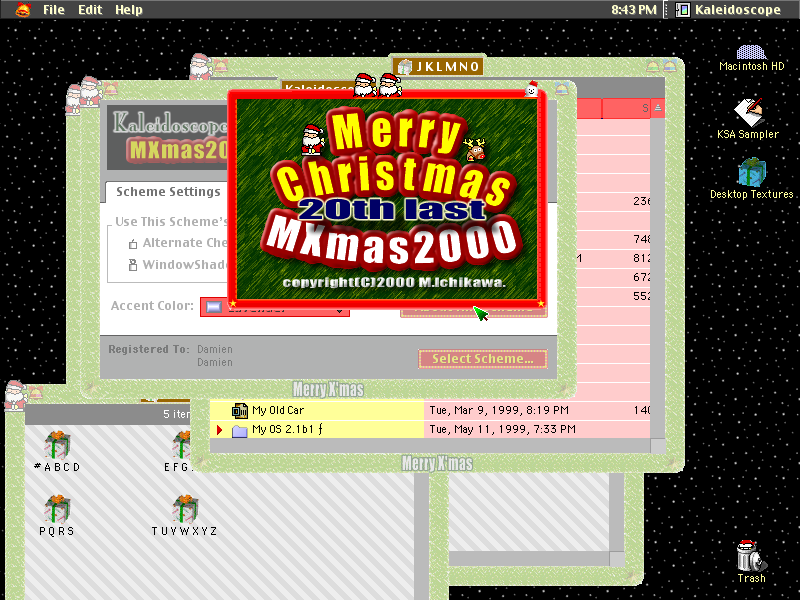 File Edit Help
8:43 PM
Kaleidoscope
Macintosh HD
KSA Sampler
Desktop Textures
Trash
JKLMNO
Kaleidosco
Kaleidoscope
MXmas20
Scheme Settings
Use This Scheme's
Alternate Che
WindowShad
Accent Color:
Registered To: Damien
Damien
Select Scheme...
Merry X'mas
Merry
Christmas
20th last
MXmas2000
copyright(C)2000 M.Ichikawa.
S
236
748
812
672
552
My Old Car Tue, Mar 9, 1999, 8:19 PM 140
My OS 2.1b1 ƒ Tue, May 11, 1999, 7:33 PM
Merry X'mas
5 iter
#ABCD
EFG
PQRS
TUVWXYZ